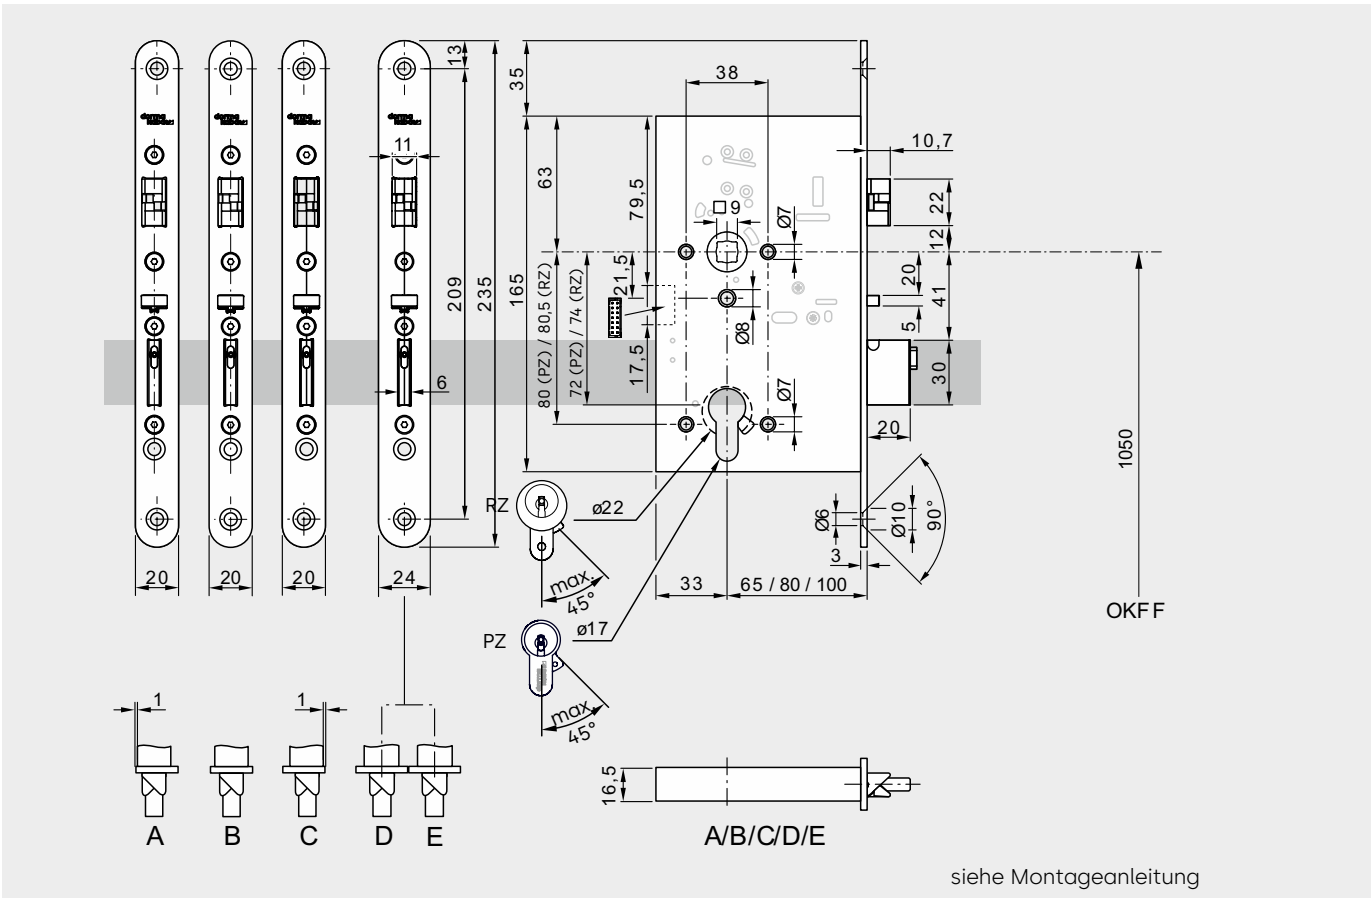 13
35
38
11
10,7
63
79,5
9
Ø7
22
12
209
235
165
80 (PZ) / 80,5 (RZ)
72 (PZ) / 74 (RZ)
21,5
17,5
Ø8
20
41
5
6
30
Ø7
20
1050
RZ
ø22
Ø6
Ø10
90°
3
20
20
20
24
max.
45°
33
65 / 80 / 100
OKFF
PZ
ø17
1
1
max.
45°
16,5
A
B
C
D
E
A/B/C/D/E
siehe Montageanleitung